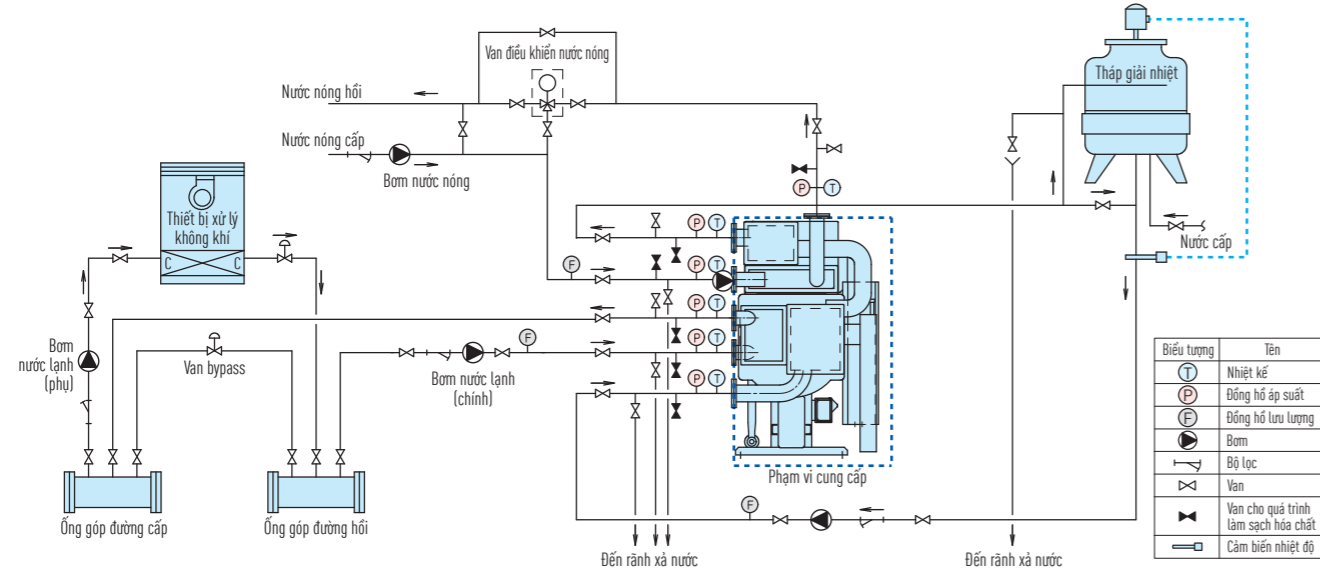 Van điều khiển nước nóng
Nước nóng hồi
Nước nóng cấp
Bơm nước nóng
Thiết bị xử lý
không khí
C C
Bơm
nước lạnh
(phụ)
Van bypass
Bơm nước lạnh
(chính)
Ống góp đường cấp
Ống góp đường hồi
Tháp giải nhiệt
Nước cấp
P T
P T
F
P T
P T
F
P T
P T
Phạm vi cung cấp
F
Đến rãnh xả nước
Đến rãnh xả nước
Biểu tượng Tên
T Nhiệt kế
P Đồng hồ áp suất
F Đồng hồ lưu lượng
Bơm
Bộ lọc
Van
Van cho quá trình
làm sạch hóa chất
Cảm biến nhiệt độ